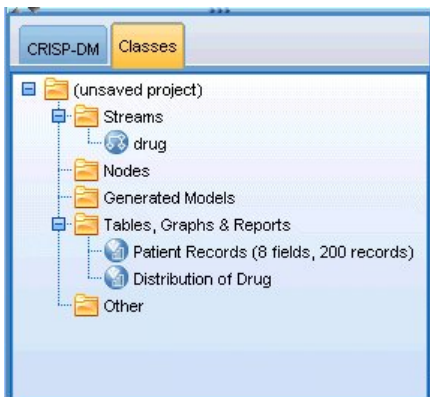 CRISP-DM Classes
(unsaved project)
Streams
drug
Nodes
Generated Models
Tables, Graphs & Reports
Patient Records (8 fields, 200 records)
Distribution of Drug
Other